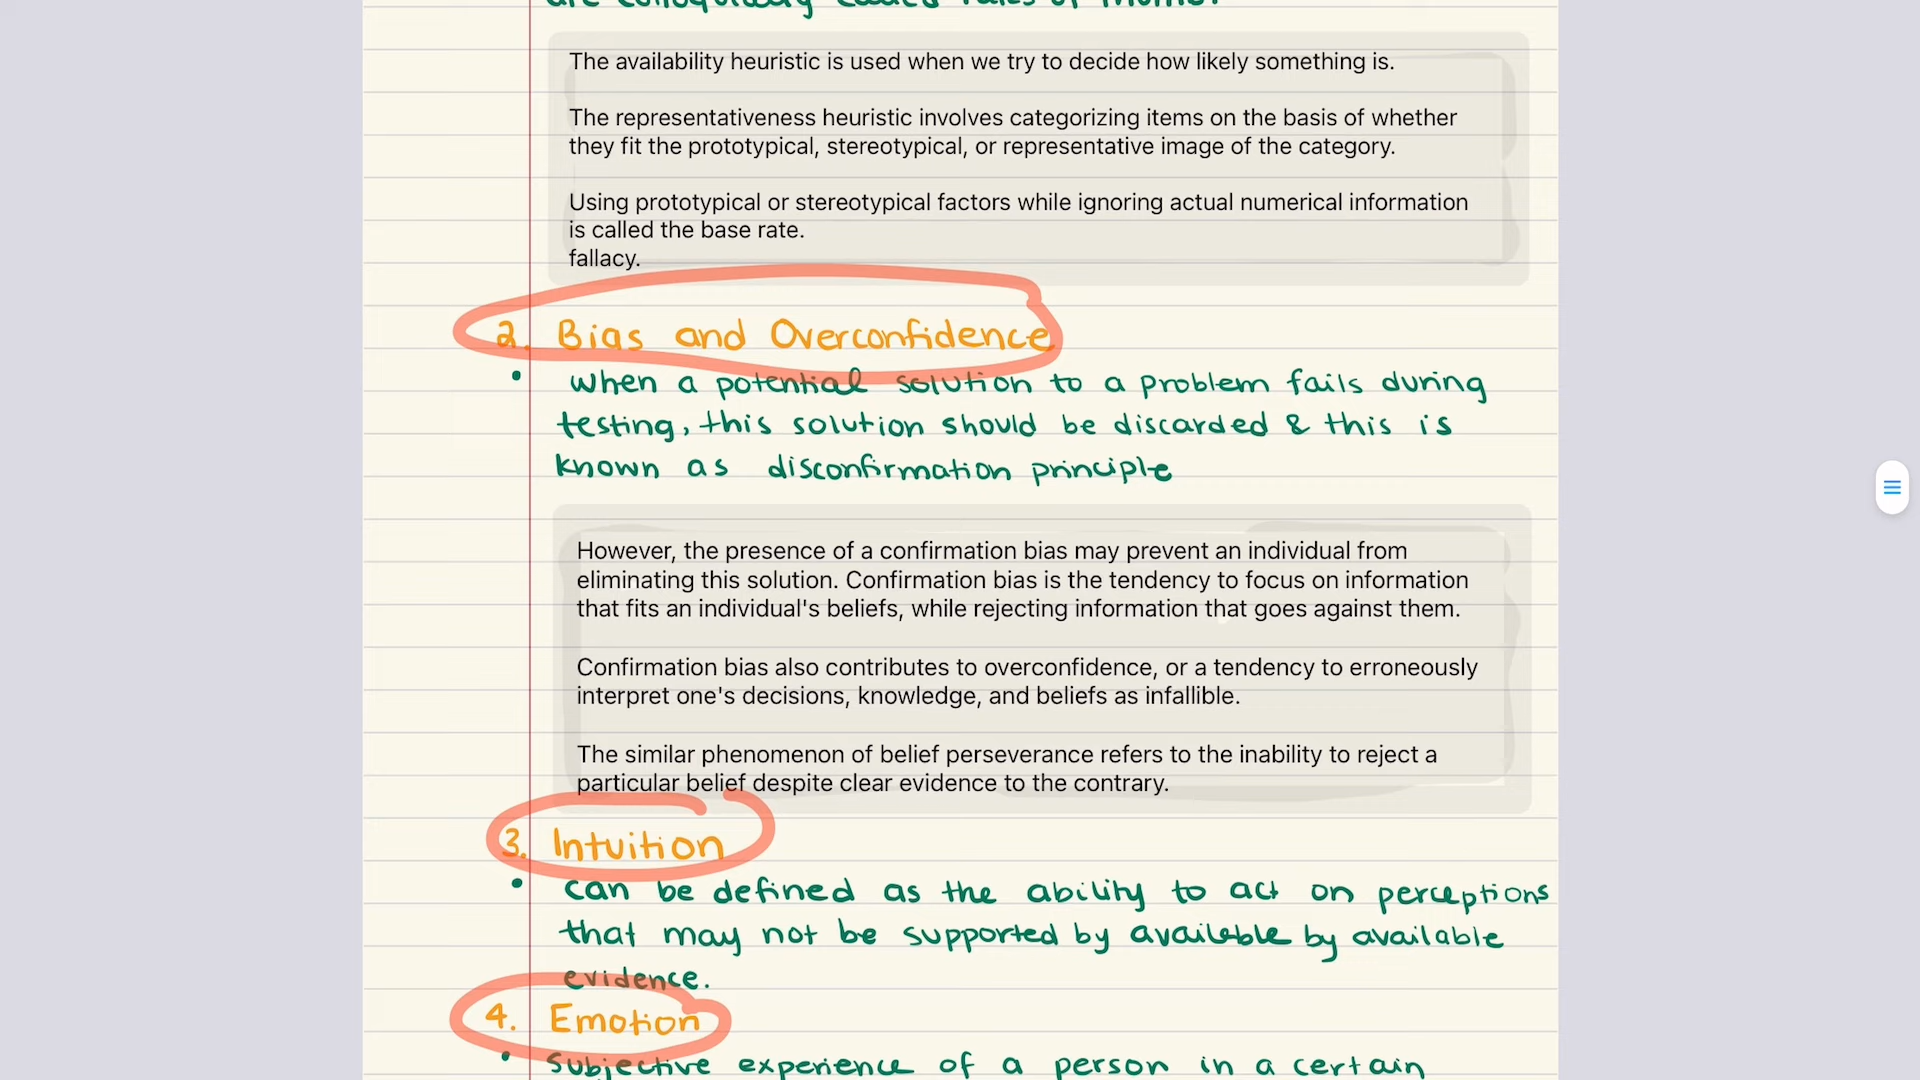 are colloquially called rules of thumb.
The availability heuristic is used when we try to decide how likely something is.
The representativeness heuristic involves categorizing items on the basis of whether
they fit the prototypical, stereotypical, or representative image of the category.
Using prototypical or stereotypical factors while ignoring actual numerical information
is called the base rate.
fallacy.
2. Bias and Overconfidence
• when a potential solution to a problem fails during
testing, this solution should be discarded & this is
known as disconfirmation principle
However, the presence of a confirmation bias may prevent an individual from
eliminating this solution. Confirmation bias is the tendency to focus on information
that fits an individual's beliefs, while rejecting information that goes against them.
Confirmation bias also contributes to overconfidence, or a tendency to erroneously
interpret one's decisions, knowledge, and beliefs as infallible.
The similar phenomenon of belief perseverance refers to the inability to reject a
particular belief despite clear evidence to the contrary.
3. Intuition
• can be defined as the ability to act on perceptions
that may not be supported by available by available
evidence.
4. Emotion
• Subjective experience of a person in a certain